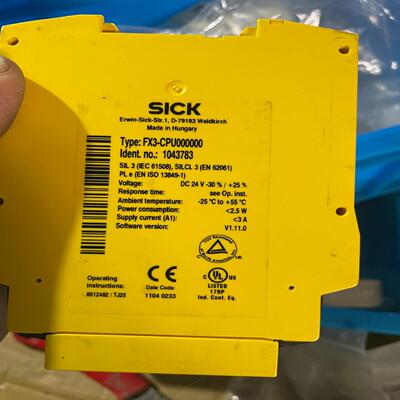 SICK
Erwin-Sick-Str.1, D-79183 Waldkirch
Made in Hungary
Type: FX3-CPU000000
Ident. no.: 1043783
SIL 3 (IEC 61508), SILCL 3 (EN 62061)
PL e (EN ISO 13849-1)
Voltage: DC 24 V -30% / +25%
Response time: see Op. inst.
Ambient temperature: -25 °C to +55 °C
Power consumption: <2.5 W
Supply current (A1): <3 A
Software version: V1.11.0
Operating instructions:
8012482 / TJ25
CE
Date Code:
1104 0233
C UL US
LISTED
17RP
Ind. Cont. Eq.